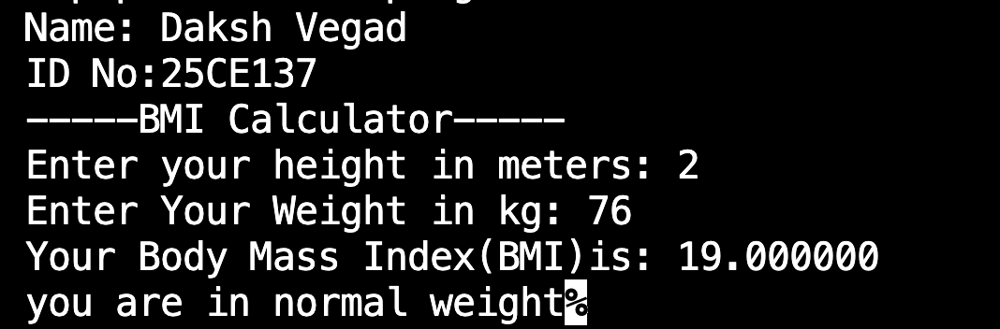 Name: Daksh Vegad
ID No:25CE137
-----BMI Calculator-----
Enter your height in meters: 2
Enter Your Weight in kg: 76
Your Body Mass Index(BMI)is: 19.000000
you are in normal weight%